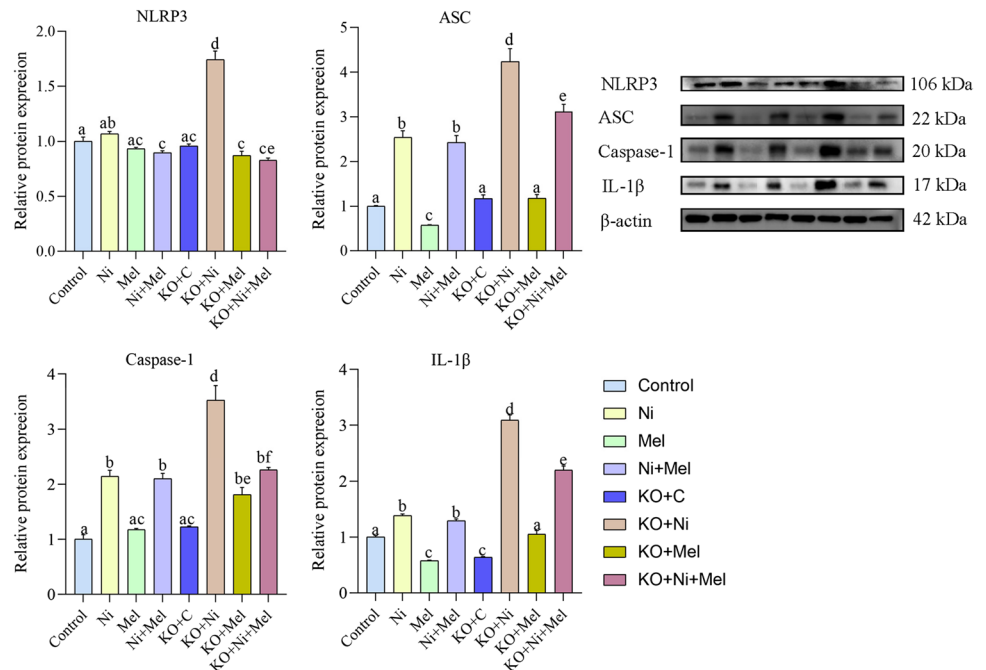 NLRP3
Relative protein expreeion
2.0
1.5
1.0
0.5
0.0
a
ab
ac
c
ac
d
c
ce
Control
Ni
Mel
Ni+Mel
KO+C
KO+Ni
KO+Mel
KO+Ni+Mel
ASC
Relative protein expreeion
5
4
3
2
1
0
a
b
c
b
a
d
a
e
Control
Ni
Mel
Ni+Mel
KO+C
KO+Ni
KO+Mel
KO+Ni+Mel
NLRP3 106 kDa
ASC 22 kDa
Caspase-1 20 kDa
IL-1β 17 kDa
β-actin 42 kDa
Caspase-1
Relative protein expreeion
4
3
2
1
0
a
b
ac
b
ac
d
be
bf
Control
Ni
Mel
Ni+Mel
KO+C
KO+Ni
KO+Mel
KO+Ni+Mel
IL-1β
Relative protein expreeion
4
3
2
1
0
a
b
c
b
c
d
a
e
Control
Ni
Mel
Ni+Mel
KO+C
KO+Ni
KO+Mel
KO+Ni+Mel
Control
Ni
Mel
Ni+Mel
KO+C
KO+Ni
KO+Mel
KO+Ni+Mel